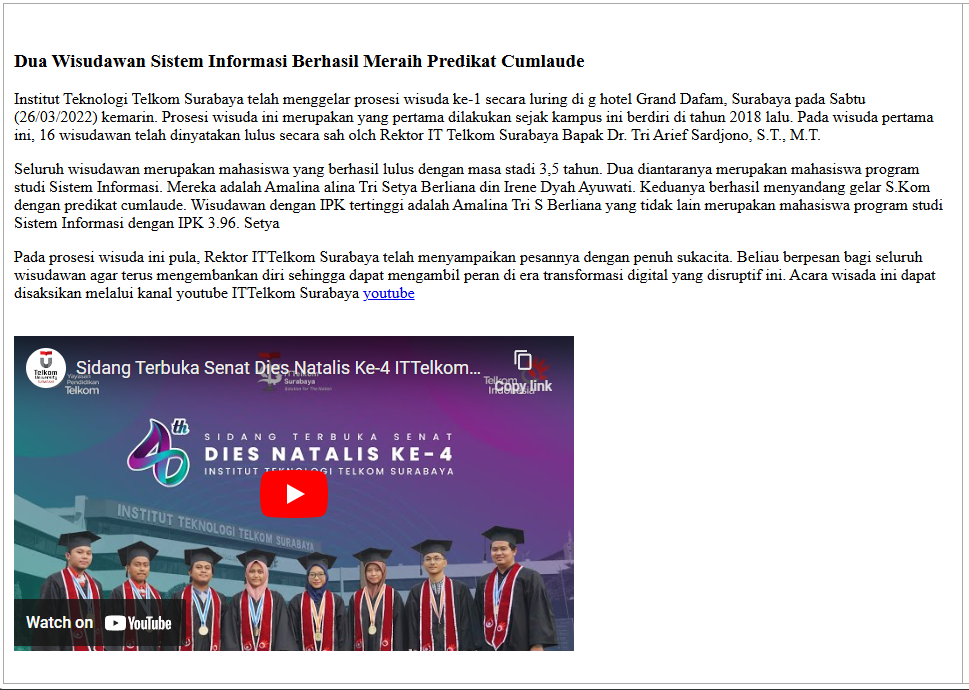 Dua Wisudawan Sistem Informasi Berhasil Meraih Predikat Cumlaude
Institut Teknologi Telkom Surabaya telah menggelar prosesi wisuda ke-1 secara luring di g hotel Grand Dafam, Surabaya pada Sabtu
(26/03/2022) kemarin. Prosesi wisuda ini merupakan yang pertama dilakukan sejak kampus ini berdiri di tahun 2018 lalu. Pada wisuda pertama
ini, 16 wisudawan telah dinyatakan lulus secara sah olch Rektor IT Telkom Surabaya Bapak Dr. Tri Arief Sardjono, S.T., M.T.
Seluruh wisudawan merupakan mahasiswa yang berhasil lulus dengan masa stadi 3,5 tahun. Dua diantaranya merupakan mahasiswa program
studi Sistem Informasi. Mereka adalah Amalina alina Tri Setya Berliana din Irene Dyah Ayuwati. Keduanya berhasil menyandang gelar S.Kom
dengan predikat cumlaude. Wisudawan dengan IPK tertinggi adalah Amalina Tri S Berliana yang tidak lain merupakan mahasiswa program studi
Sistem Informasi dengan IPK 3.96. Setya
Pada prosesi wisuda ini pula, Rektor ITTelkom Surabaya telah menyampaikan pesannya dengan penuh sukacita. Beliau berpesan bagi seluruh
wisudawan agar terus mengembankan diri sehingga dapat mengambil peran di era transformasi digital yang disruptif ini. Acara wisada ini dapat
disaksikan melalui kanal youtube ITTelkom Surabaya youtube
Telkom
University
Sidang Terbuka Senat Dies Natalis Ke-4 ITTelkom...
Copy link
Yayasan
Pendidikan
Telkom
Surabaya
Telkom
Indonesia
4th
SIDANG TERBUKA SENAT
DIES NATALIS KE-4
INSTITUT TEKNOLOGI TELKOM SURABAYA
INSTITUT TEKNOLOGI TELKOM SURABAYA
Watch on YouTube